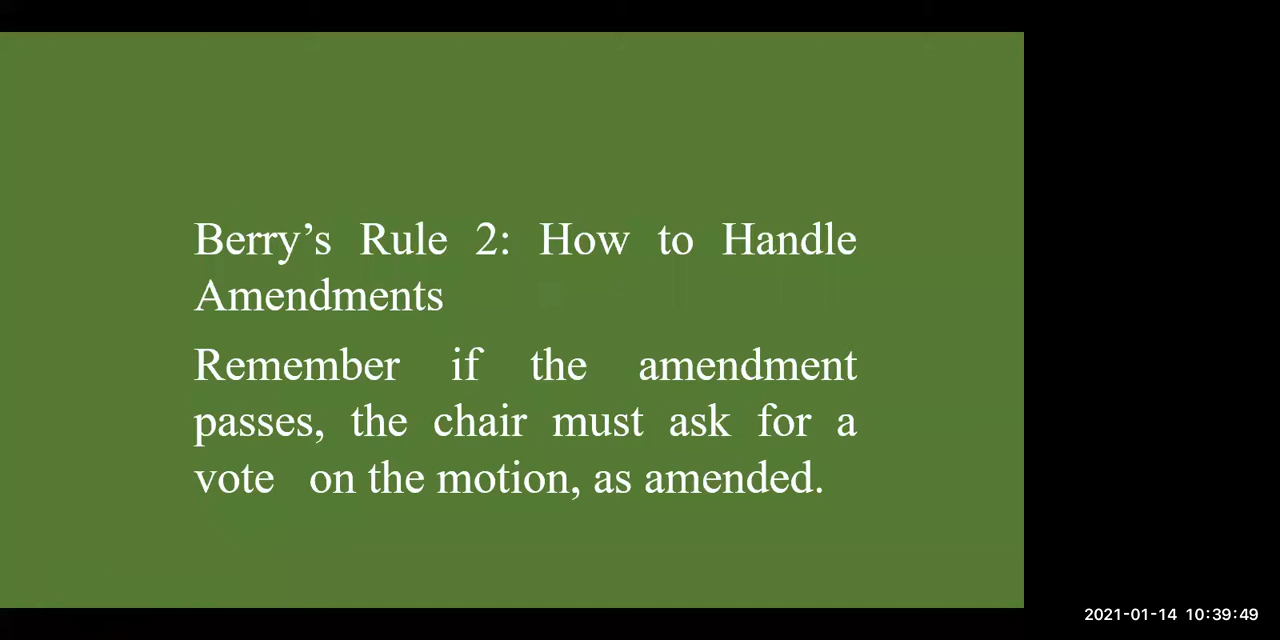 Berry’s Rule 2: How to Handle
Amendments
Remember if the amendment
passes, the chair must ask for a
vote on the motion, as amended.
2021-01-14 10:39:49